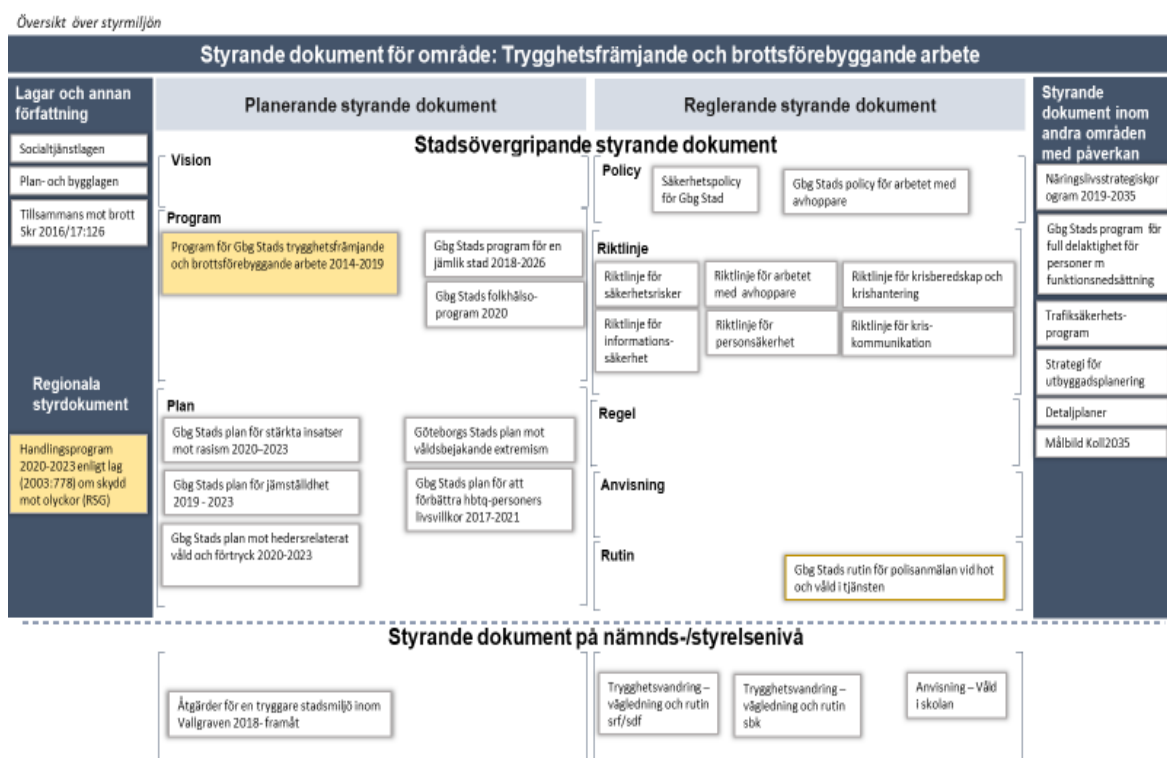 Översikt över styrmiljön
Styrande dokument för område: Trygghetsfrämjande och brottsförebyggande arbete
Lagar och annan
författning
Socialtjänstlagen
Plan- och bygglagen
Tillsammans mot brott
Skr 2016/17:126
Regionala
styrdokument
Handlingsprogram
2020-2023 enligt lag
(2003:778) om skydd
mot olyckor (RSG)
Planerande styrande dokument
Reglerande styrande dokument
Stadsövergripande styrande dokument
Vision
Program
Program för Gbg Stads trygghetsfrämjande
och brottsförebyggande arbete 2014-2019
Gbg Stads program för en
jämlik stad 2018-2026
Gbg Stads folkhälso-
program 2020
Plan
Gbg Stads plan för stärkta insatser
mot rasism 2020–2023
Göteborgs Stads plan mot
våldsbejakande extremism
Gbg Stads plan för jämställdhet
2019 - 2023
Gbg Stads plan för att
förbättra hbtq-personers
livsvillkor 2017-2021
Gbg Stads plan mot hedersrelaterat
våld och förtryck 2020-2023
Policy
Säkerhetspolicy
för Gbg Stad
Gbg Stads policy för arbetet med
avhoppare
Riktlinje
Riktlinje för
säkerhetsrisker
Riktlinje för arbetet
med avhoppare
Riktlinje för krisberedskap och
krishantering
Riktlinje för
informations-
säkerhet
Riktlinje för
personsäkerhet
Riktlinje för kris-
kommunikation
Regel
Anvisning
Rutin
Gbg Stads rutin för polisanmälan vid hot
och våld i tjänsten
Styrande
dokument inom
andra områden
med påverkan
Näringslivsstrategiskpr
ogram 2019-2035
Gbg Stads program för
full delaktighet för
personer m
funktionsnedsättning
Trafiksäkerhets-
program
Strategi för
utbyggadsplanering
Detaljplaner
Målbild Koll2035
Styrande dokument på nämnds-/styrelsenivå
Åtgärder för en tryggare stadsmiljö inom
Vallgraven 2018- framåt
Trygghetsvandring –
vägledning och rutin
srf/sdf
Trygghetsvandring –
vägledning och rutin
sbk
Anvisning – Våld
i skolan